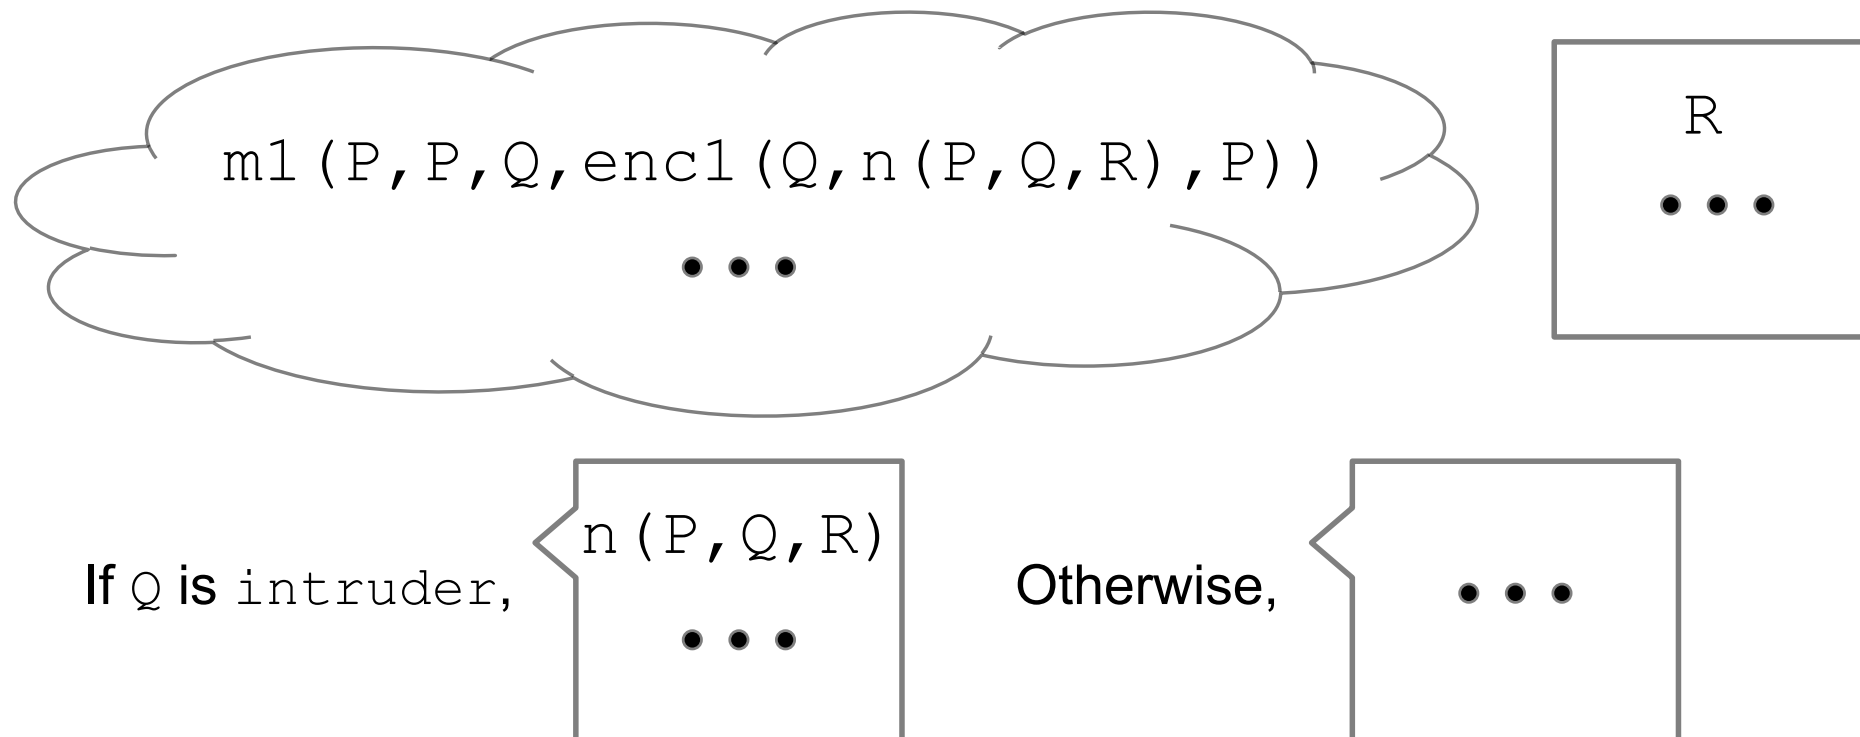 m1(P,P,Q,enc1(Q,n(P,Q,R),P))
R
• • •
• • •
If Q is intruder,
n(P,Q,R)
• • •
Otherwise,
• • •